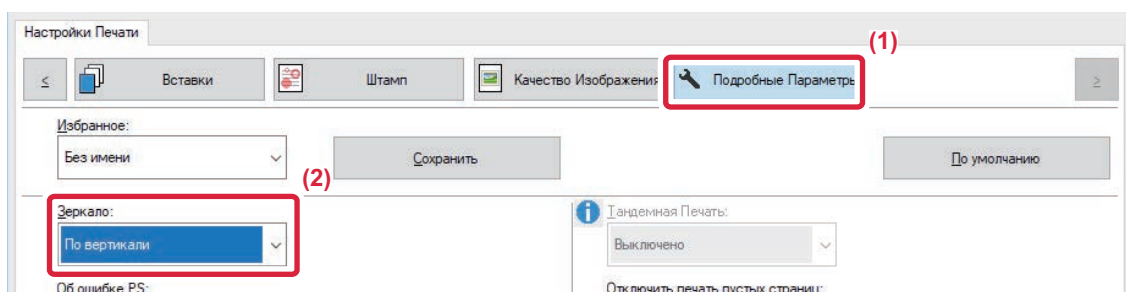 Настройки Печати
(1)
< Вставки Штамп Качество Изображения Подробные Параметры >
Избранное:
Без имени Сохранить По умолчанию
(2)
Зеркало: Тандемная Печать:
По вертикали Выключено
Об ошибке PS: Отключить печать пустых страниц: